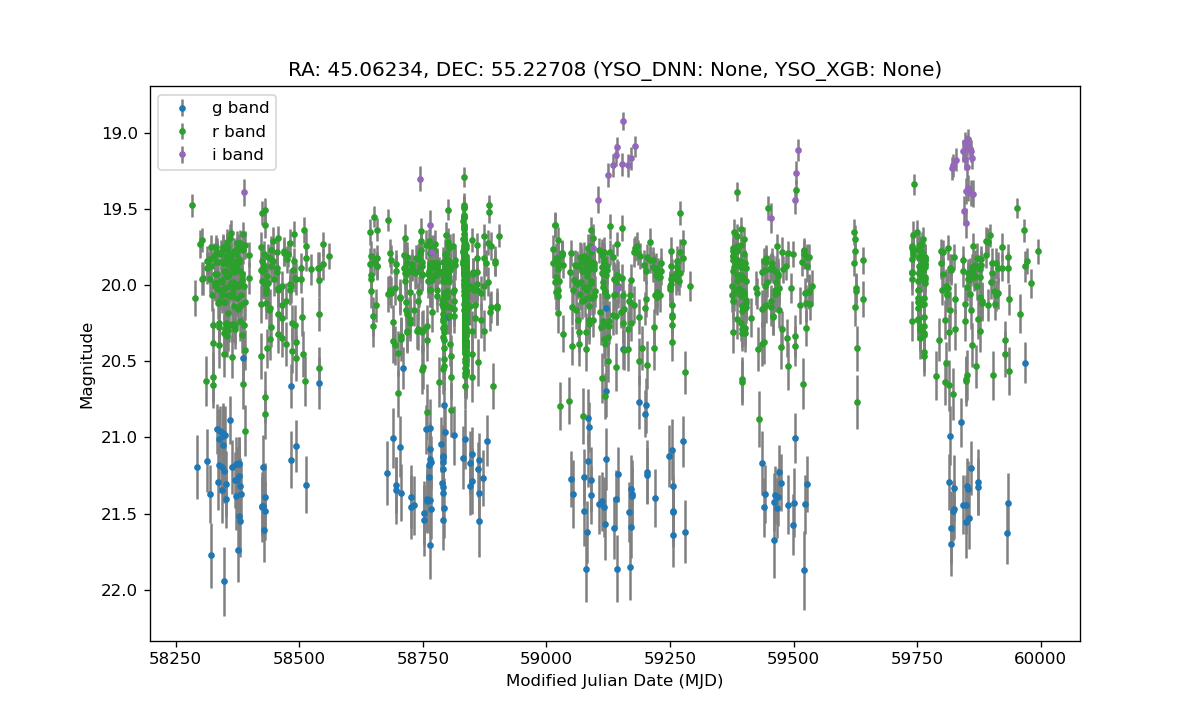 RA: 45.06234, DEC: 55.22708 (YSO_DNN: None, YSO_XGB: None)
g band
r band
i band
19.0
19.5
20.0
20.5
21.0
21.5
22.0
Magnitude
58250
58500
58750
59000
59250
59500
59750
60000
Modified Julian Date (MJD)